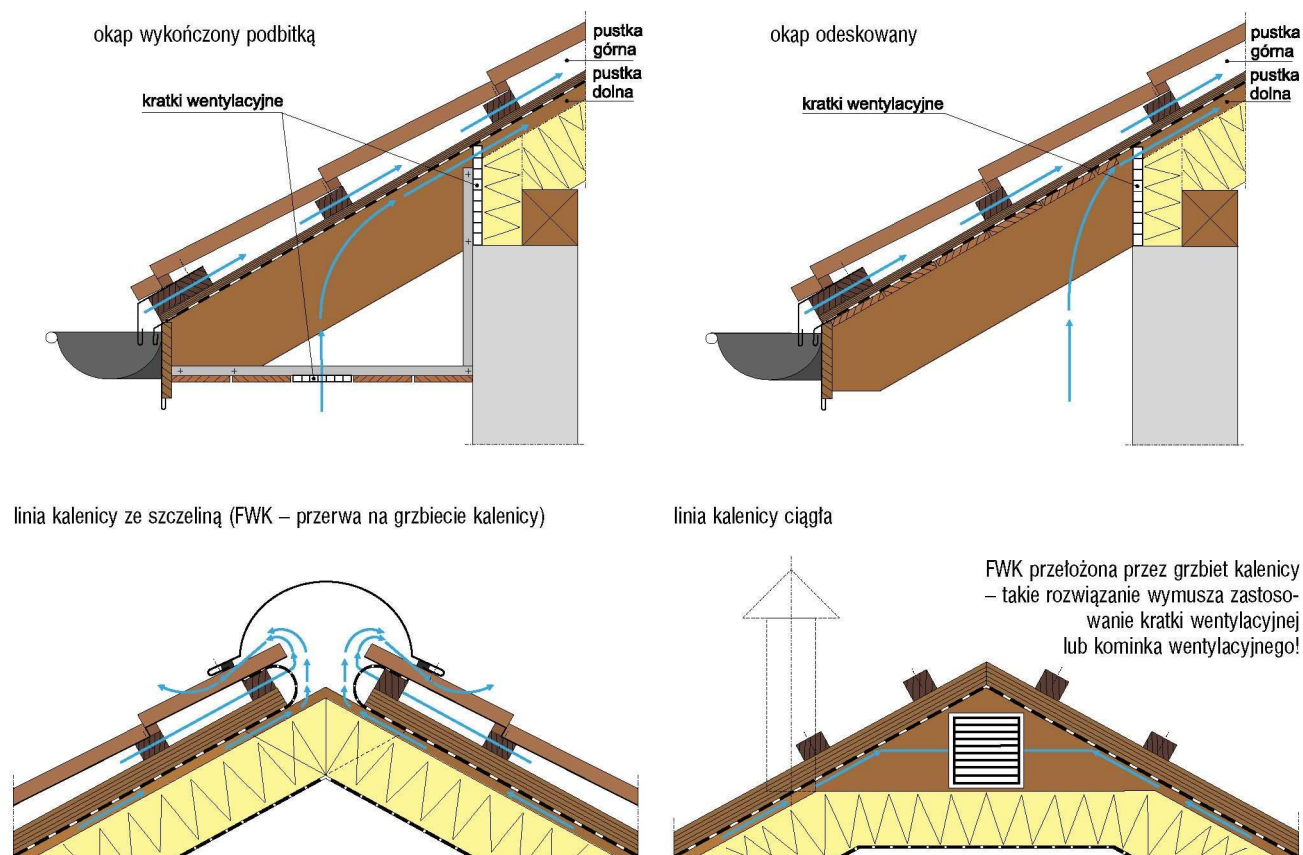 okap wykończony podbitką
pustka
górna
pustka
dolna
kratki wentylacyjne
okap odeskowany
pustka
górna
pustka
dolna
kratki wentylacyjne
linia kalenicy ze szczeliną (FWK – przerwa na grzbiecie kalenicy)
linia kalenicy ciągła
FWK przełożona przez grzbiet kalenicy
– takie rozwiązanie wymusza zastoso-
wanie kratki wentylacyjnej
lub kominka wentylacyjnego!